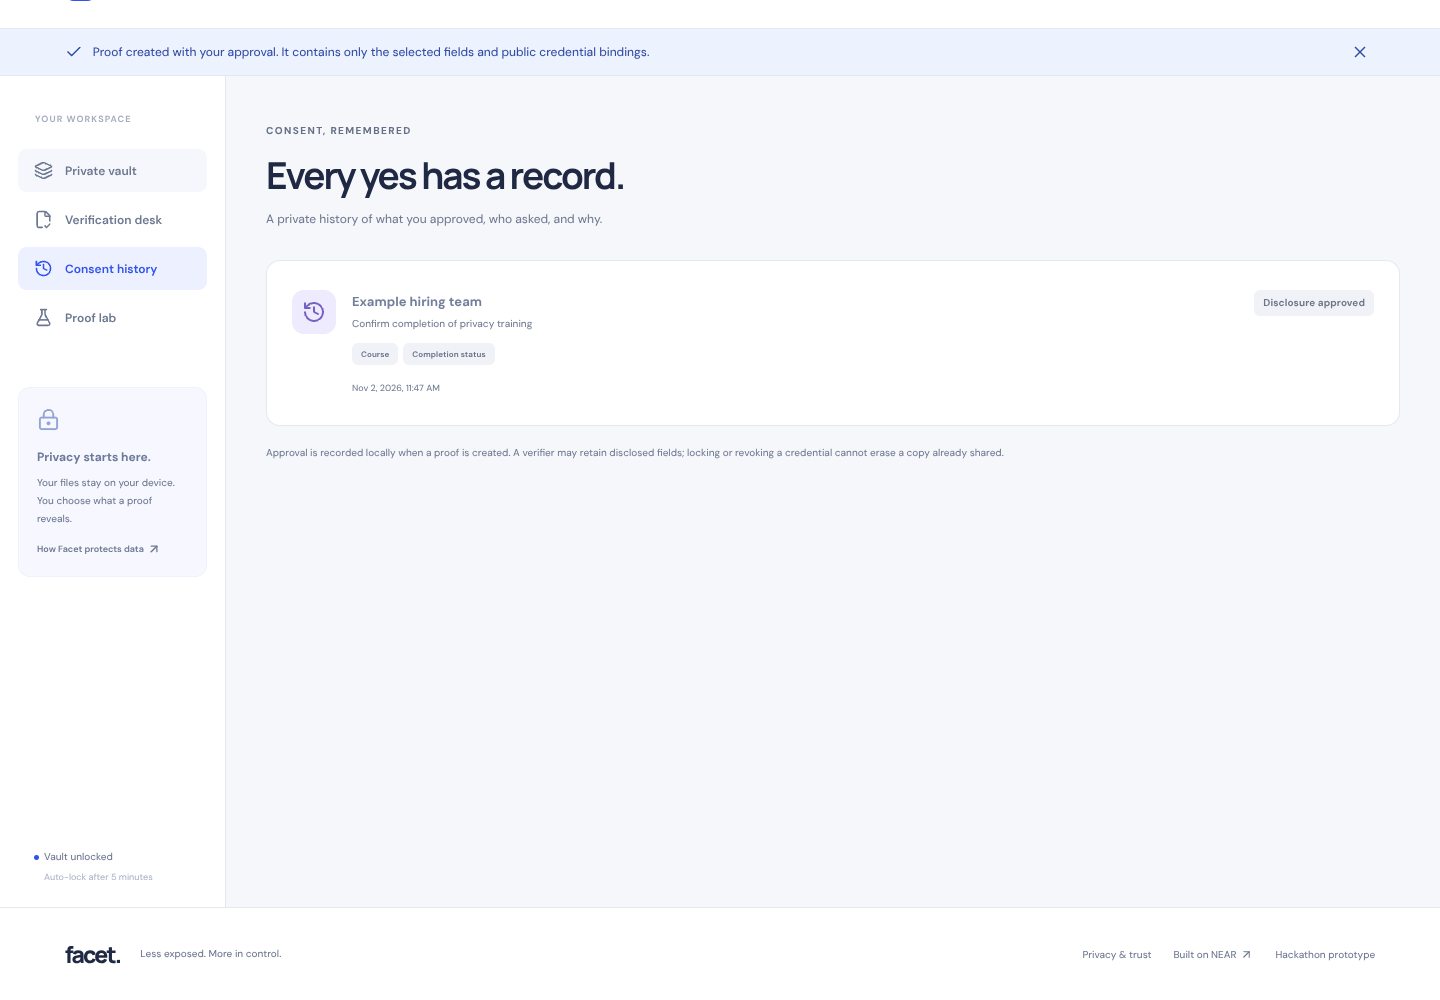 Proof created with your approval. It contains only the selected fields and public credential bindings.
YOUR WORKSPACE
Private vault
Verification desk
Consent history
Proof lab
Privacy starts here.
Your files stay on your device.
You choose what a proof
reveals.
How Facet protects data
Vault unlocked
Auto-lock after 5 minutes
CONSENT, REMEMBERED
Every yes has a record.
A private history of what you approved, who asked, and why.
Example hiring team
Disclosure approved
Confirm completion of privacy training
Course
Completion status
Nov 2, 2026, 11:47 AM
Approval is recorded locally when a proof is created. A verifier may retain disclosed fields; locking or revoking a credential cannot erase a copy already shared.
facet.
Less exposed. More in control.
Privacy & trust
Built on NEAR
Hackathon prototype